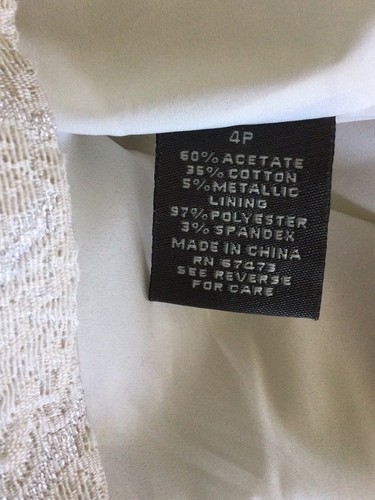 4P
60% ACETATE
35% COTTON
5% METALLIC
LINING
97% POLYESTER
3% SPANDEX
MADE IN CHINA
RN 67473
SEE REVERSE
FOR CARE